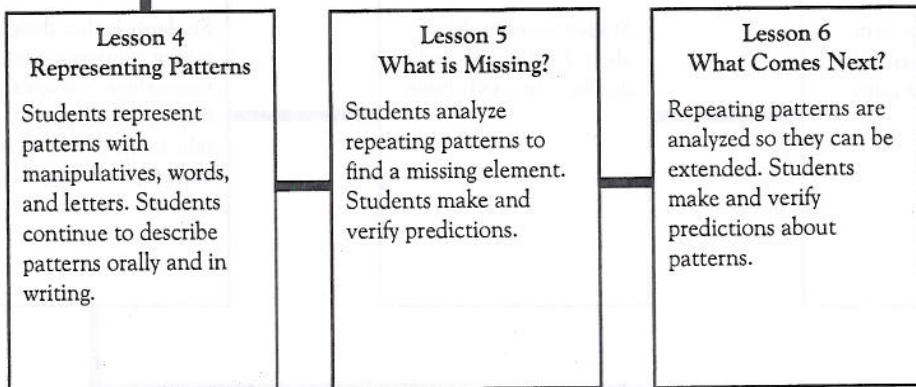 Lesson 4
Representing Patterns
Students represent
patterns with
manipulatives, words,
and letters. Students
continue to describe
patterns orally and in
writing.
Lesson 5
What is Missing?
Students analyze
repeating patterns to
find a missing element.
Students make and
verify predictions.
Lesson 6
What Comes Next?
Repeating patterns are
analyzed so they can be
extended. Students
make and verify
predictions about
patterns.